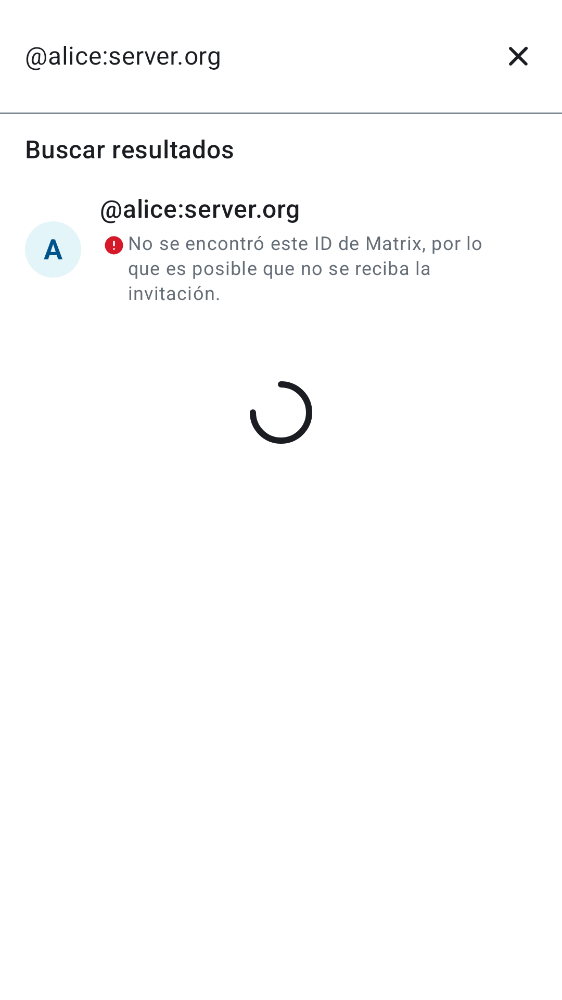 @alice:server.org
Buscar resultados
@alice:server.org
A
No se encontró este ID de Matrix, por lo
que es posible que no se reciba la
invitación.